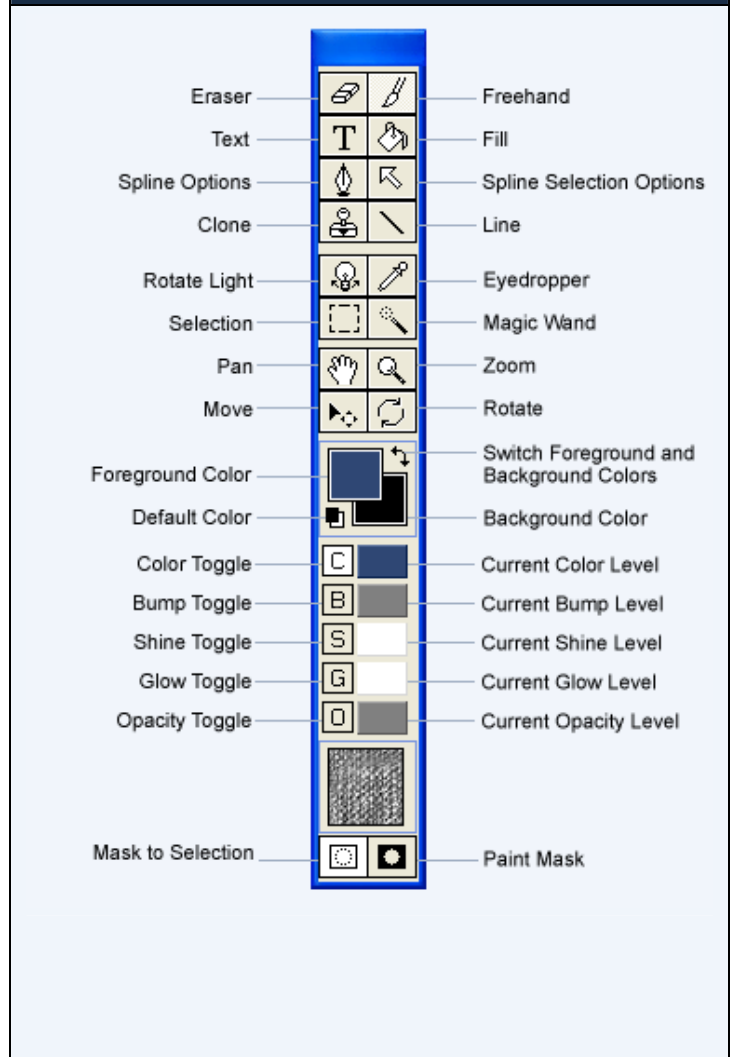 Eraser
Freehand
Text
T
Fill
Spline Options
Spline Selection Options
Clone
Line
Rotate Light
Eyedropper
Selection
Magic Wand
Pan
Zoom
Move
Rotate
Switch Foreground and
Background Colors
Foreground Color
Default Color
Background Color
Color Toggle
C
Current Color Level
Bump Toggle
B
Current Bump Level
Shine Toggle
S
Current Shine Level
Glow Toggle
G
Current Glow Level
Opacity Toggle
O
Current Opacity Level
Mask to Selection
Paint Mask